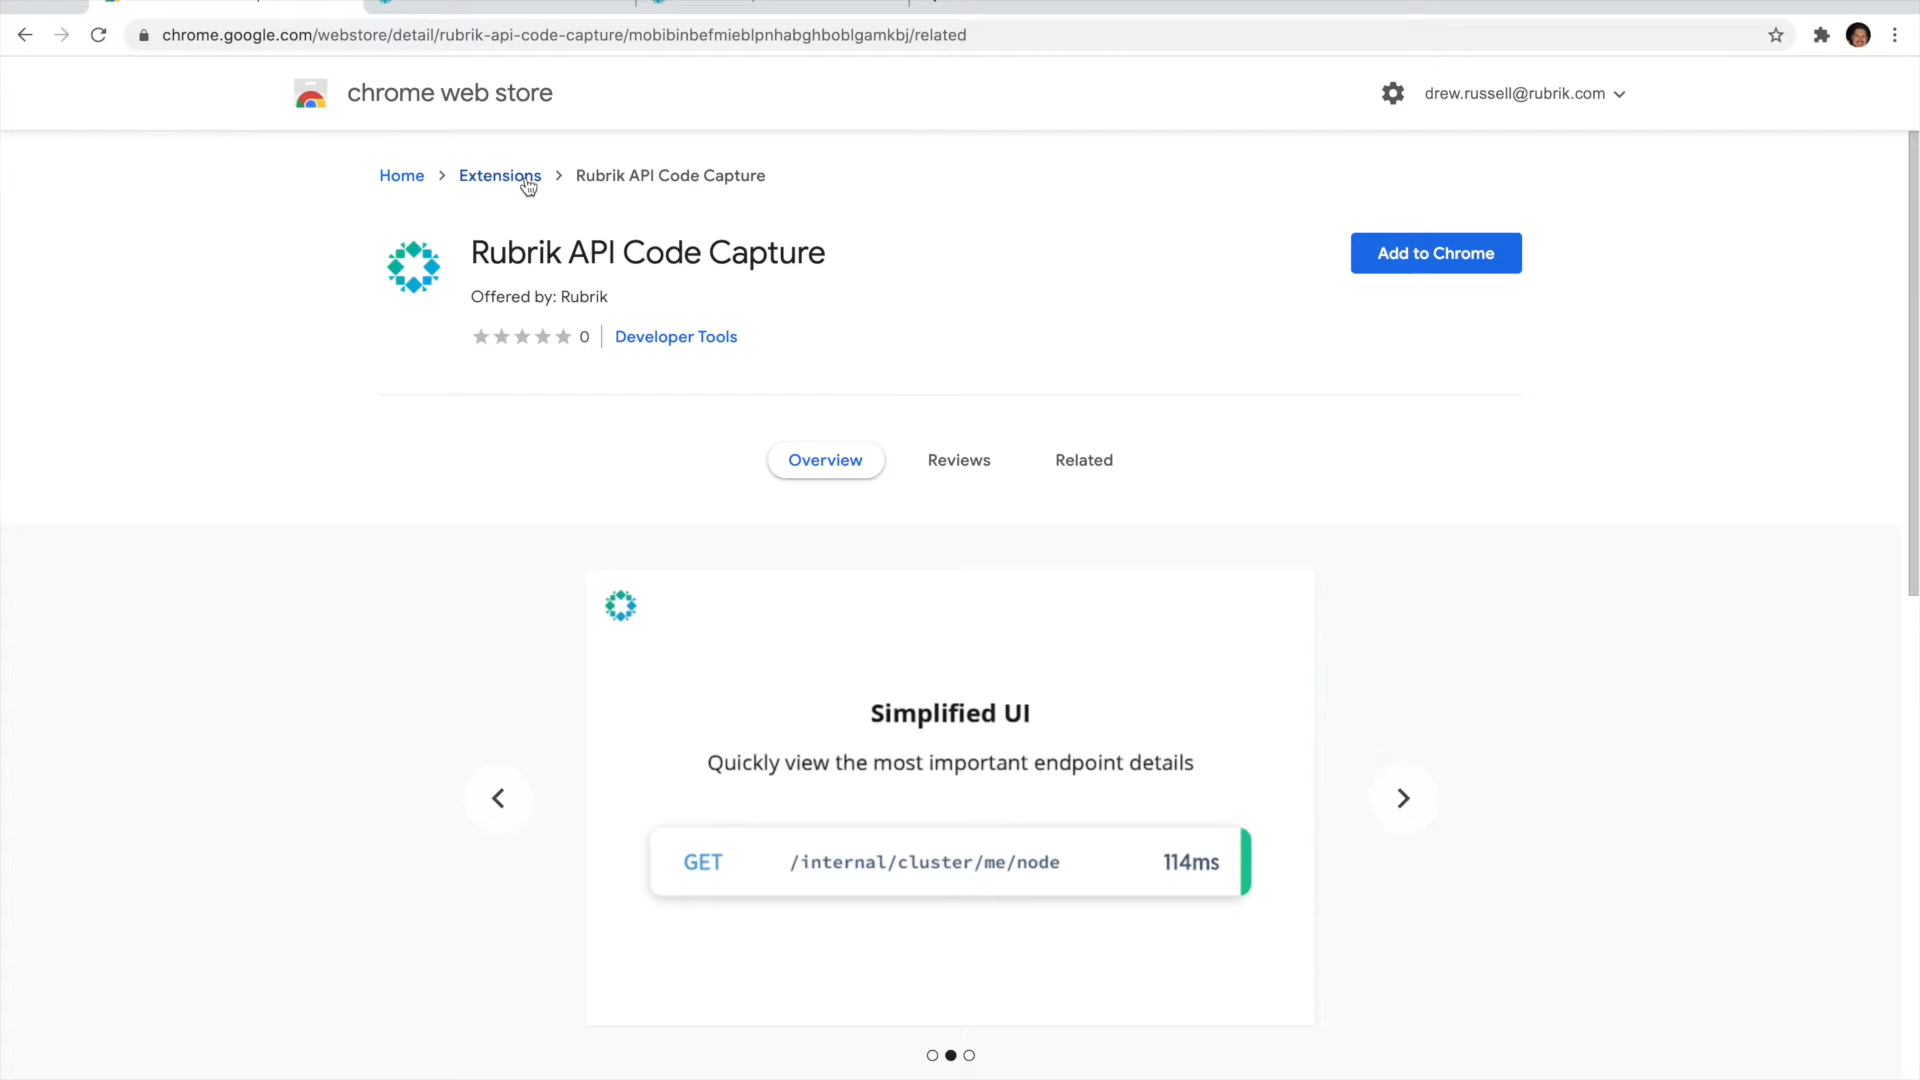 chrome.google.com/webstore/detail/rubrik-api-code-capture/mobibinbefmieblpnhabghboblgamkbj/related
chrome web store
drew.russell@rubrik.com
Home > Extensions > Rubrik API Code Capture
Rubrik API Code Capture
Add to Chrome
Offered by: Rubrik
0
Developer Tools
Overview
Reviews
Related
Simplified UI
Quickly view the most important endpoint details
GET /internal/cluster/me/node 114ms